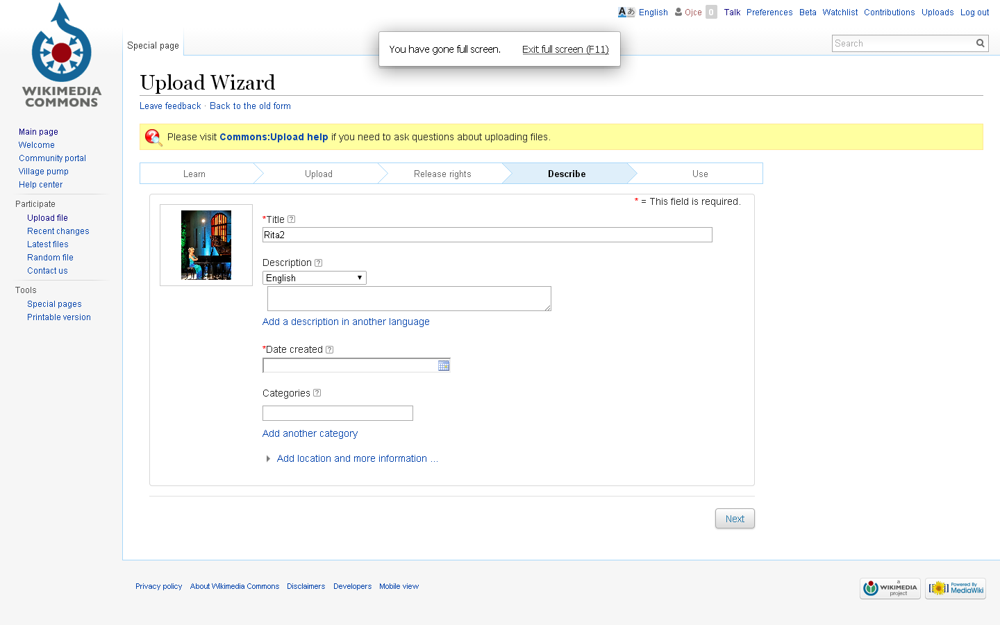 English Ojce 0 Talk Preferences Beta Watchlist Contributions Uploads Log out
Special page
You have gone full screen. Exit full screen (F11)
Search
WIKIMEDIA
COMMONS
Upload Wizard
Leave feedback · Back to the old form
Please visit Commons:Upload help if you need to ask questions about uploading files.
Main page
Welcome
Community portal
Village pump
Help center
Participate
Upload file
Recent changes
Latest files
Random file
Contact us
Tools
Special pages
Printable version
Learn Upload Release rights Describe Use
* = This field is required.
*Title ?
Rita2
Description ?
English
Add a description in another language
*Date created ?
Categories ?
Add another category
Add location and more information ...
Next
Privacy policy About Wikimedia Commons Disclaimers Developers Mobile view
a
WIKIMEDIA
project
Powered By
MediaWiki